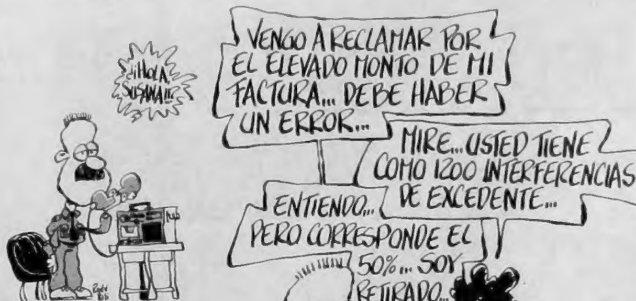 ¡¡HOLA,
SUSANA!!
VENGO A RECLAMAR POR
EL ELEVADO MONTO DE MI
FACTURA... DEBE HABER
UN ERROR...
MIRE... USTED TIENE
COMO 1200 INTERFERENCIAS
DE EXCEDENTE...
ENTIENDO...
PERO CORRESPONDE EL
50%... SOY
RETIRADO...